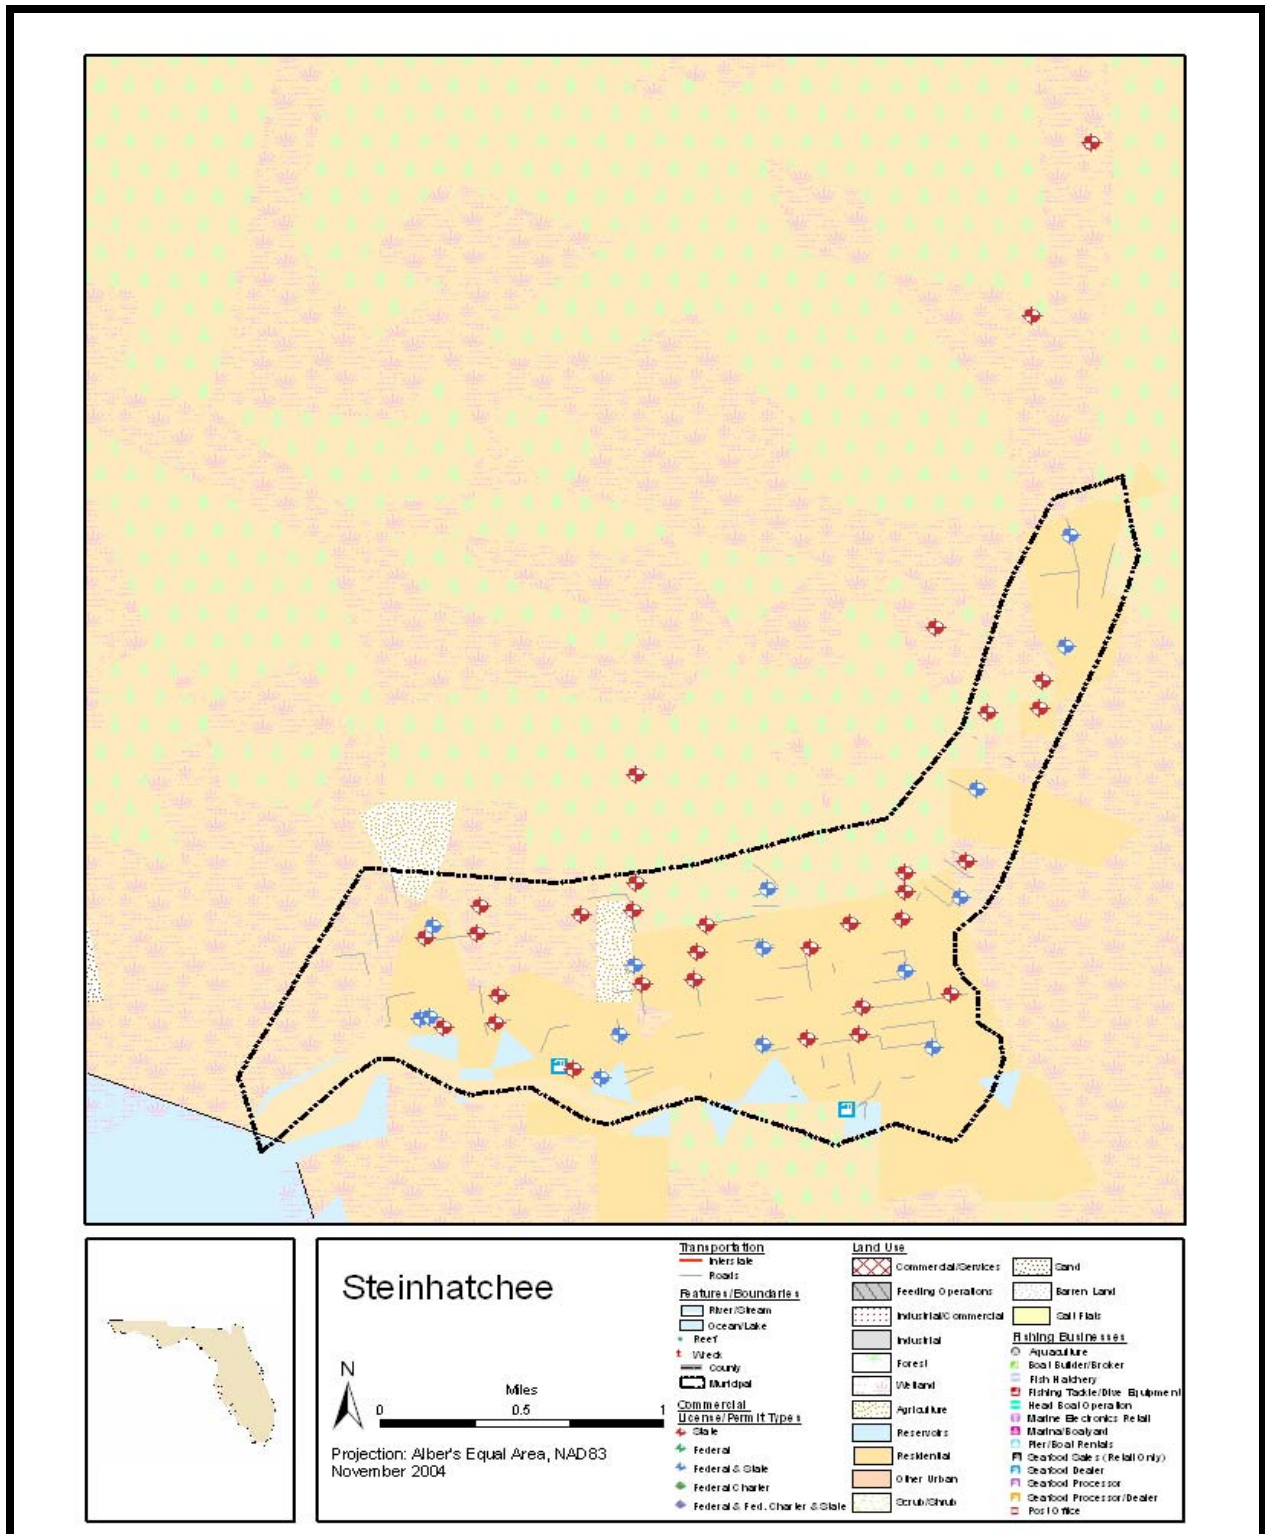 Steinhatchee
N
Miles
0 0.5 1
Projection: Alber's Equal Area, NAD83
November 2004
Transportation
Interstate
Roads
Features/Boundaries
River/Stream
Ocean/Lake
Reef
Wreck
County
Municipal
Commercial
License/Permit Types
State
Federal
Federal & State
Federal Charter
Federal & Fed. Charter & State
Land Use
Commercial/Services
Feeding Operations
Industrial/Commercial
Industrial
Forest
Wetland
Agriculture
Reservoirs
Residential
Other Urban
Scrub/Shrub
Sand
Barren Land
Salt Flats
Fishing Businesses
Aquaculture
Boat Builder/Broker
Fish Hatchery
Fishing Tackle/Dive Equipment
Head Boat Operation
Marine Electronics Retail
Marina/Boatyard
Pier/Boat Rentals
Seafood Sales (Retail Only)
Seafood Dealer
Seafood Processor
Seafood Processor/Dealer
Post Office